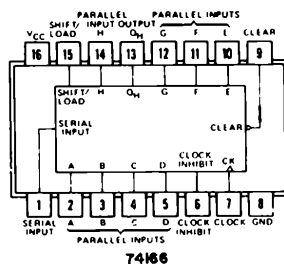 PARALLEL
SHIFT/ INPUT OUTPUT PARALLEL INPUTS
VCC LOAD H QH G F E CLEAR
16 15 14 13 12 11 10 9
SHIFT/ H QH G F E
LOAD
SERIAL
INPUT
CLEAR
CLOCK
INHIBIT
A B C D CK
1 2 3 4 5 6 7 8
SERIAL A B C D CLOCK CLOCK GND
INPUT INHIBIT
PARALLEL INPUTS
74166